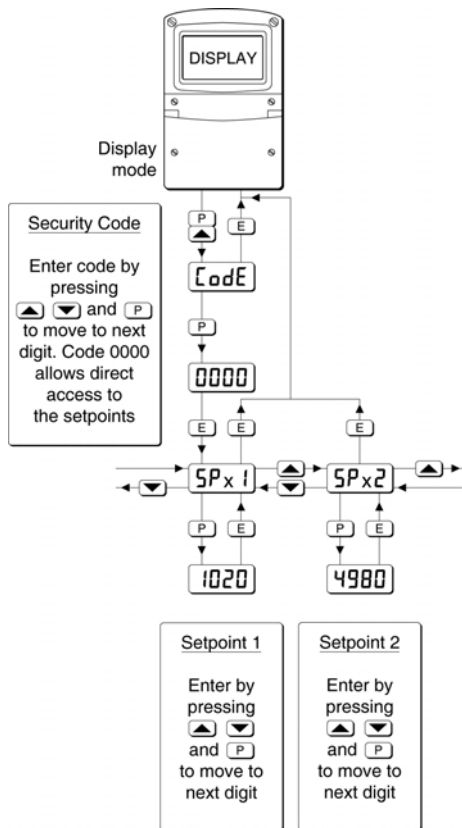 DISPLAY
Display
mode
P
▲
E
Security Code
Enter code by
pressing
▲ ▼ and P
to move to next
digit. Code 0000
allows direct
access to
the setpoints
CodE
P
0000
E
E
E
SPx1
▲
SPx2
▲
▼
▼
P
E
P
E
1020
4980
Setpoint 1
Enter by
pressing
▲ ▼
and P
to move to
next digit
Setpoint 2
Enter by
pressing
▲ ▼
and P
to move to
next digit